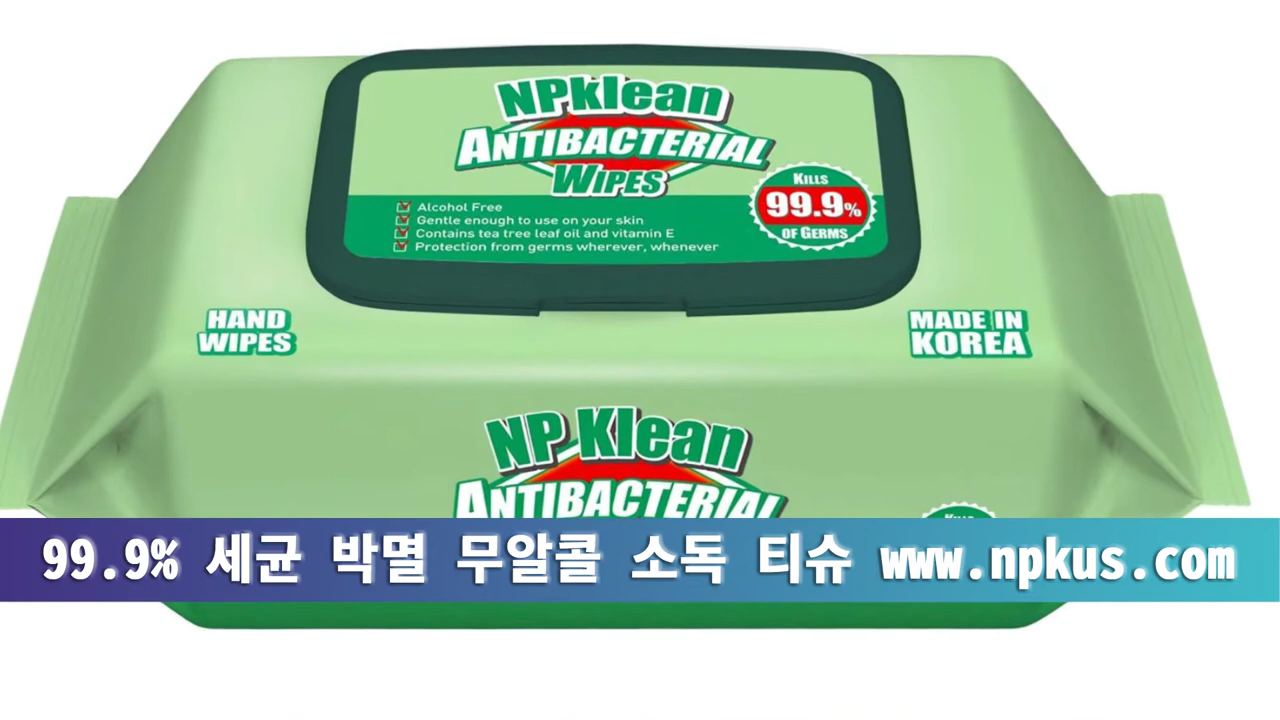 NPklean
ANTIBACTERIAL
WIPES
Alcohol Free
Gentle enough to use on your skin
Contains tea tree leaf oil and vitamin E
Protection from germs wherever, whenever
KILLS
99.9%
OF GERMS
HAND
WIPES
MADE IN
KOREA
NP Klean
ANTIBACTERIAL
99.9% 세균 박멸 무알콜 소독 티슈 www.npkus.com